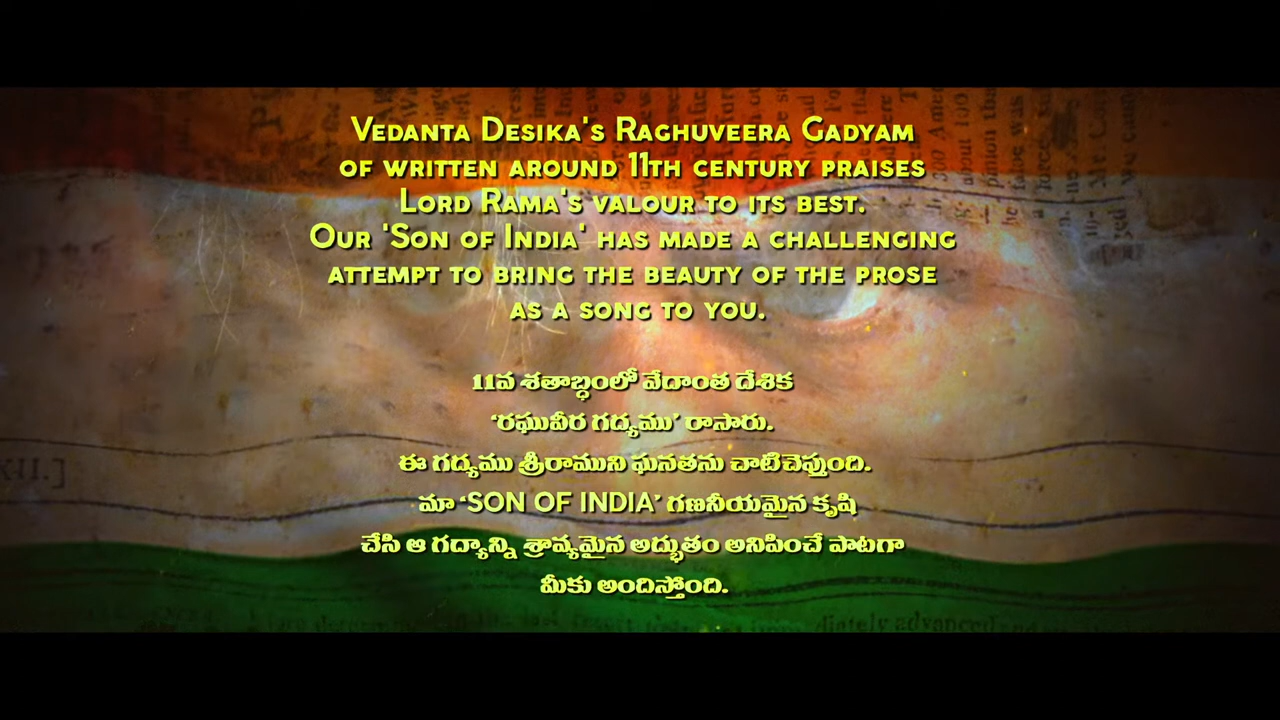 Vedanta Desika's Raghuveera Gadyam
of written around 11th century praises
Lord Rama's valour to its best.
Our 'Son of India' has made a challenging
attempt to bring the beauty of the prose
as a song to you.
11వ శతాబ్ధంలో వేదాంత దేశిక
‘రఘువీర గద్యము’ రాసారు.
ఈ గద్యము శ్రీరాముని ఘనతను చాటిచెప్తుంది.
మా ‘SON OF INDIA’ గణనీయమైన కృషి
చేసి ఆ గద్యాన్ని శ్రావ్యమైన అద్భుతం అనిపించే పాటగా
మీకు అందిస్తోంది.